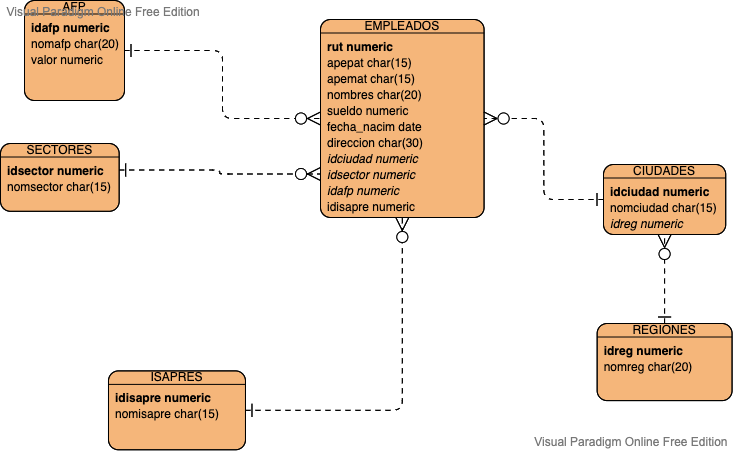 Visual Paradigm Online Free Edition
AFP
idafp numeric
nomafp char(20)
valor numeric
EMPLEADOS
rut numeric
apepat char(15)
apemat char(15)
nombres char(20)
sueldo numeric
fecha_nacim date
direccion char(30)
idciudad numeric
idsector numeric
idafp numeric
idisapre numeric
SECTORES
idsector numeric
nomsector char(15)
CIUDADES
idciudad numeric
nomciudad char(15)
idreg numeric
REGIONES
idreg numeric
nomreg char(20)
ISAPRES
idisapre numeric
nomisapre char(15)
Visual Paradigm Online Free Edition